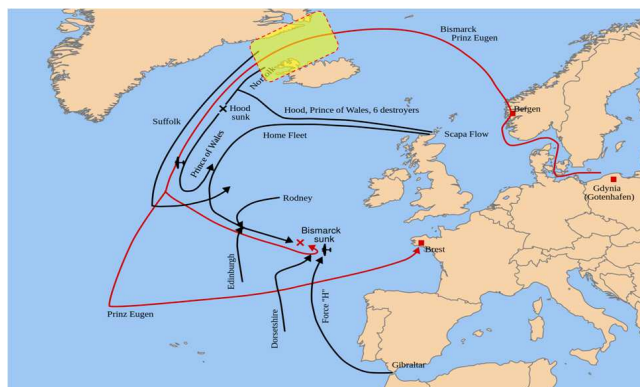 Bismarck
Prinz Eugen
Norfolk
Hood
sunk
Hood, Prince of Wales, 6 destroyers
Bergen
Suffolk
Home Fleet
Scapa Flow
Prince of Wales
Gdynia
(Gotenhafen)
Rodney
Bismarck
sunk
Brest
Edinburgh
Prinz Eugen
Dorsetshire
Force "H"
Gibraltar